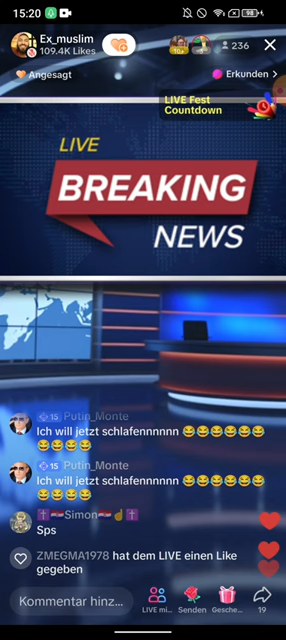 15:20
98
Ex_muslim
109.4K Likes
236
Angesagt
Erkunden >
LIVE Fest
Countdown
LIVE
BREAKING
NEWS
15 Putin_Monte
Ich will jetzt schlafennnnnn 😂😂😂😂😂😂
😂😂😂😂
15 Putin_Monte
Ich will jetzt schlafennnnnn 😂😂😂😂😂😂
😂😂😂😂
✝️🇭🇷Simon🇭🇷☝️✝️
Sps
ZMEGMA1978 hat dem LIVE einen Like
gegeben
Kommentar hinz...
LIVE mi...
Senden
Gesche...
19